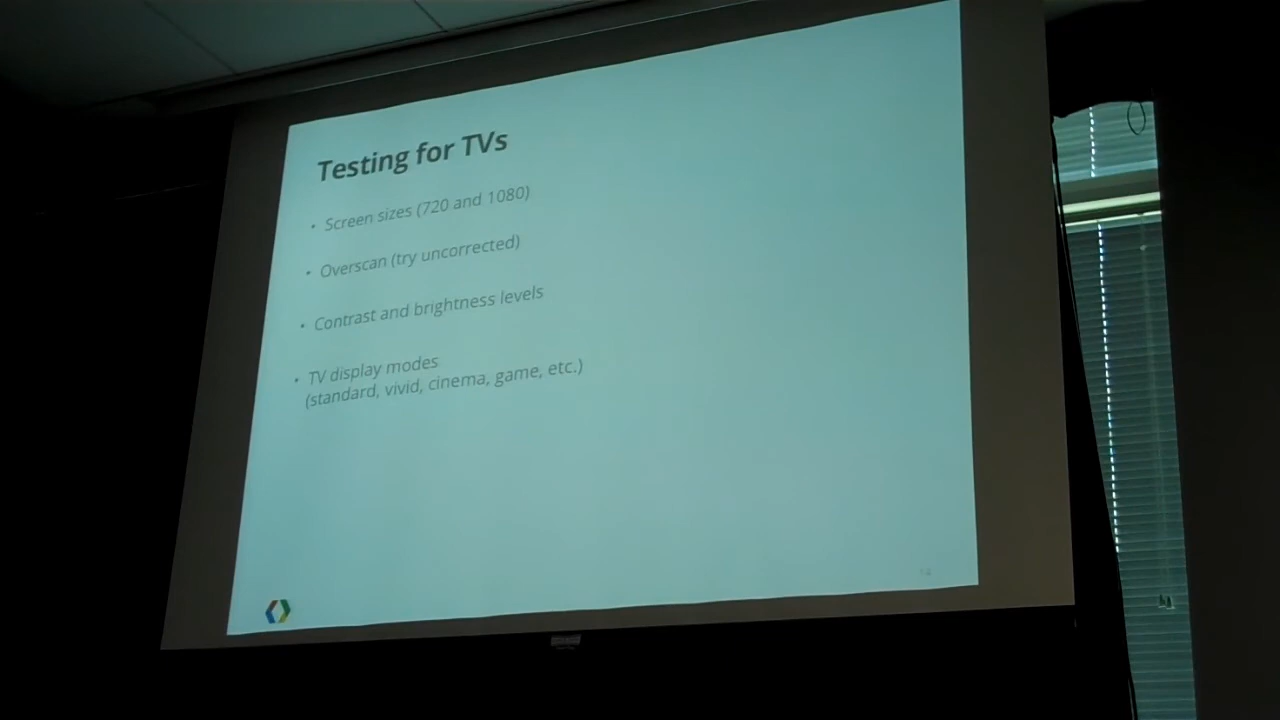 Testing for TVs
• Screen sizes (720 and 1080)
• Overscan (try uncorrected)
• Contrast and brightness levels
• TV display modes
(standard, vivid, cinema, game, etc.)